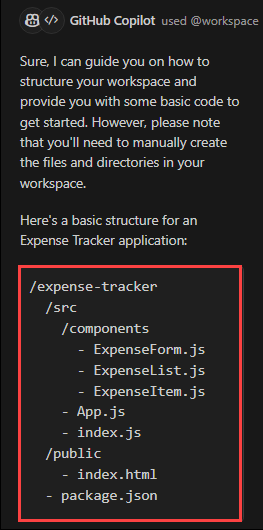 GitHub Copilot used @workspace
Sure, I can guide you on how to
structure your workspace and
provide you with some basic code to
get started. However, please note
that you'll need to manually create
the files and directories in your
workspace.
Here's a basic structure for an
Expense Tracker application:
/expense-tracker
  /src
    /components
      - ExpenseForm.js
      - ExpenseList.js
      - ExpenseItem.js
    - App.js
    - index.js
  /public
    - index.html
  - package.json